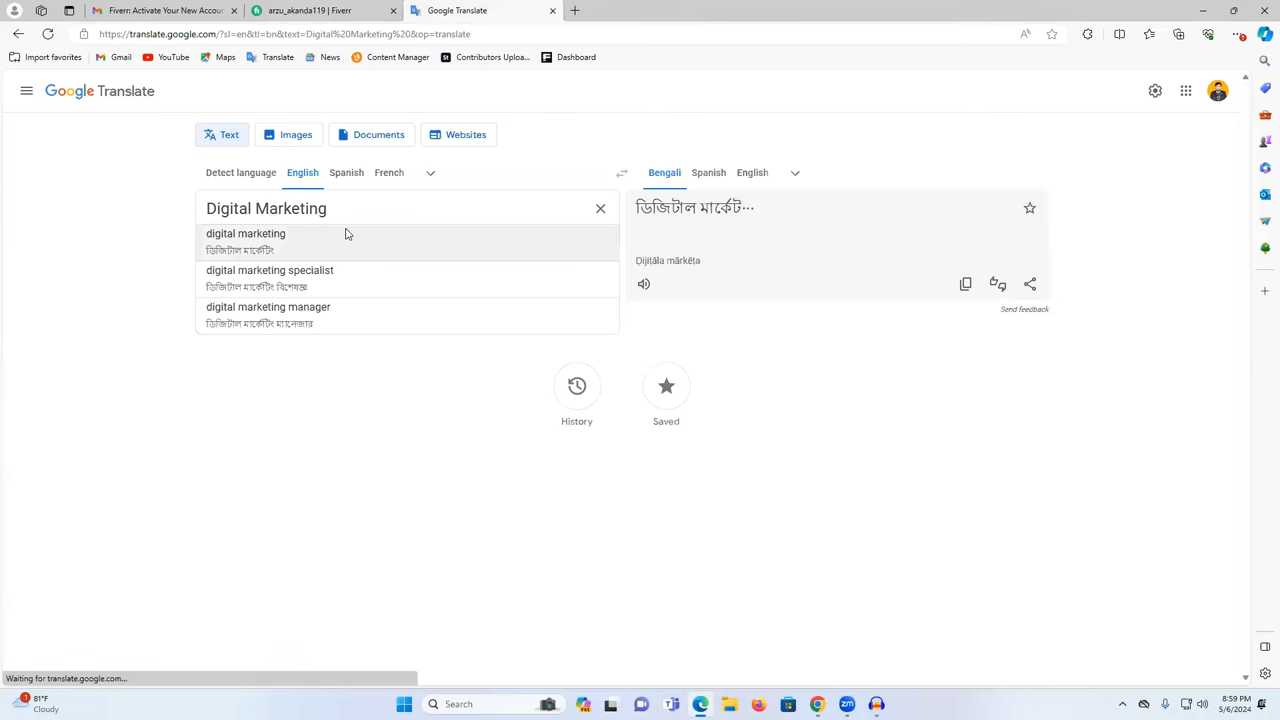 Fiverr: Activate Your New Accour
arzu_akanda119 | Fiverr
Google Translate
https://translate.google.com/?sl=en&tl=bn&text=Digital%20Marketing%20&op=translate
Import favorites
Gmail
YouTube
Maps
Translate
News
Content Manager
Contributors Uploa...
Dashboard
Google Translate
Text
Images
Documents
Websites
Detect language
English
Spanish
French
Bengali
Spanish
English
Digital Marketing
digital marketing
ডিজিটাল মার্কেটিং
digital marketing specialist
ডিজিটাল মার্কেটিং বিশেষজ্ঞ
digital marketing manager
ডিজিটাল মার্কেটিং ম্যানেজার
ডিজিটাল মার্কেট...
Ḍijiṭāla mārkēṭa
Send feedback
History
Saved
Waiting for translate.google.com...
1
81°F
Cloudy
Search
8:59 PM
5/6/2024